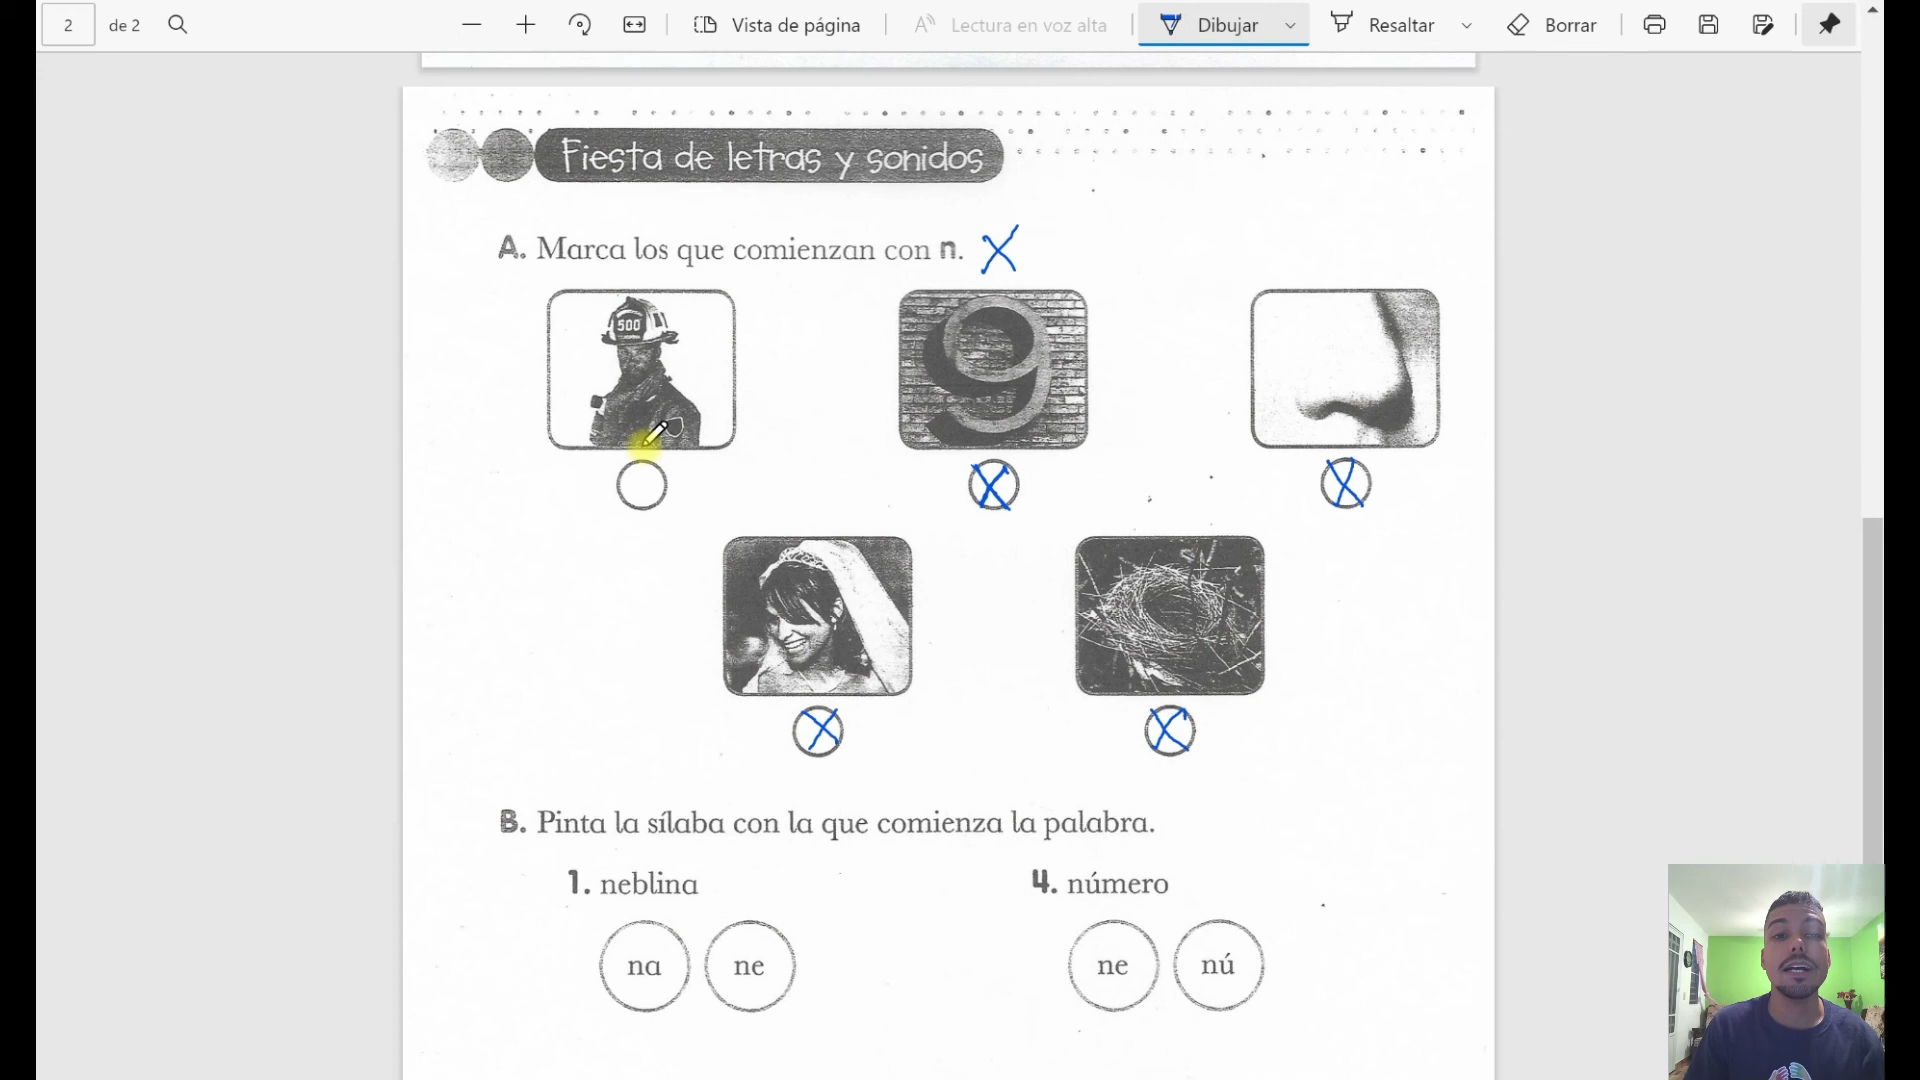 2 de 2 Vista de página Lectura en voz alta Dibujar Resaltar Borrar
Fiesta de letras y sonidos
A. Marca los que comienzan con n. X
500
9
X X
X X
B. Pinta la sílaba con la que comienza la palabra.
1. neblina
na ne
4. número
ne nú